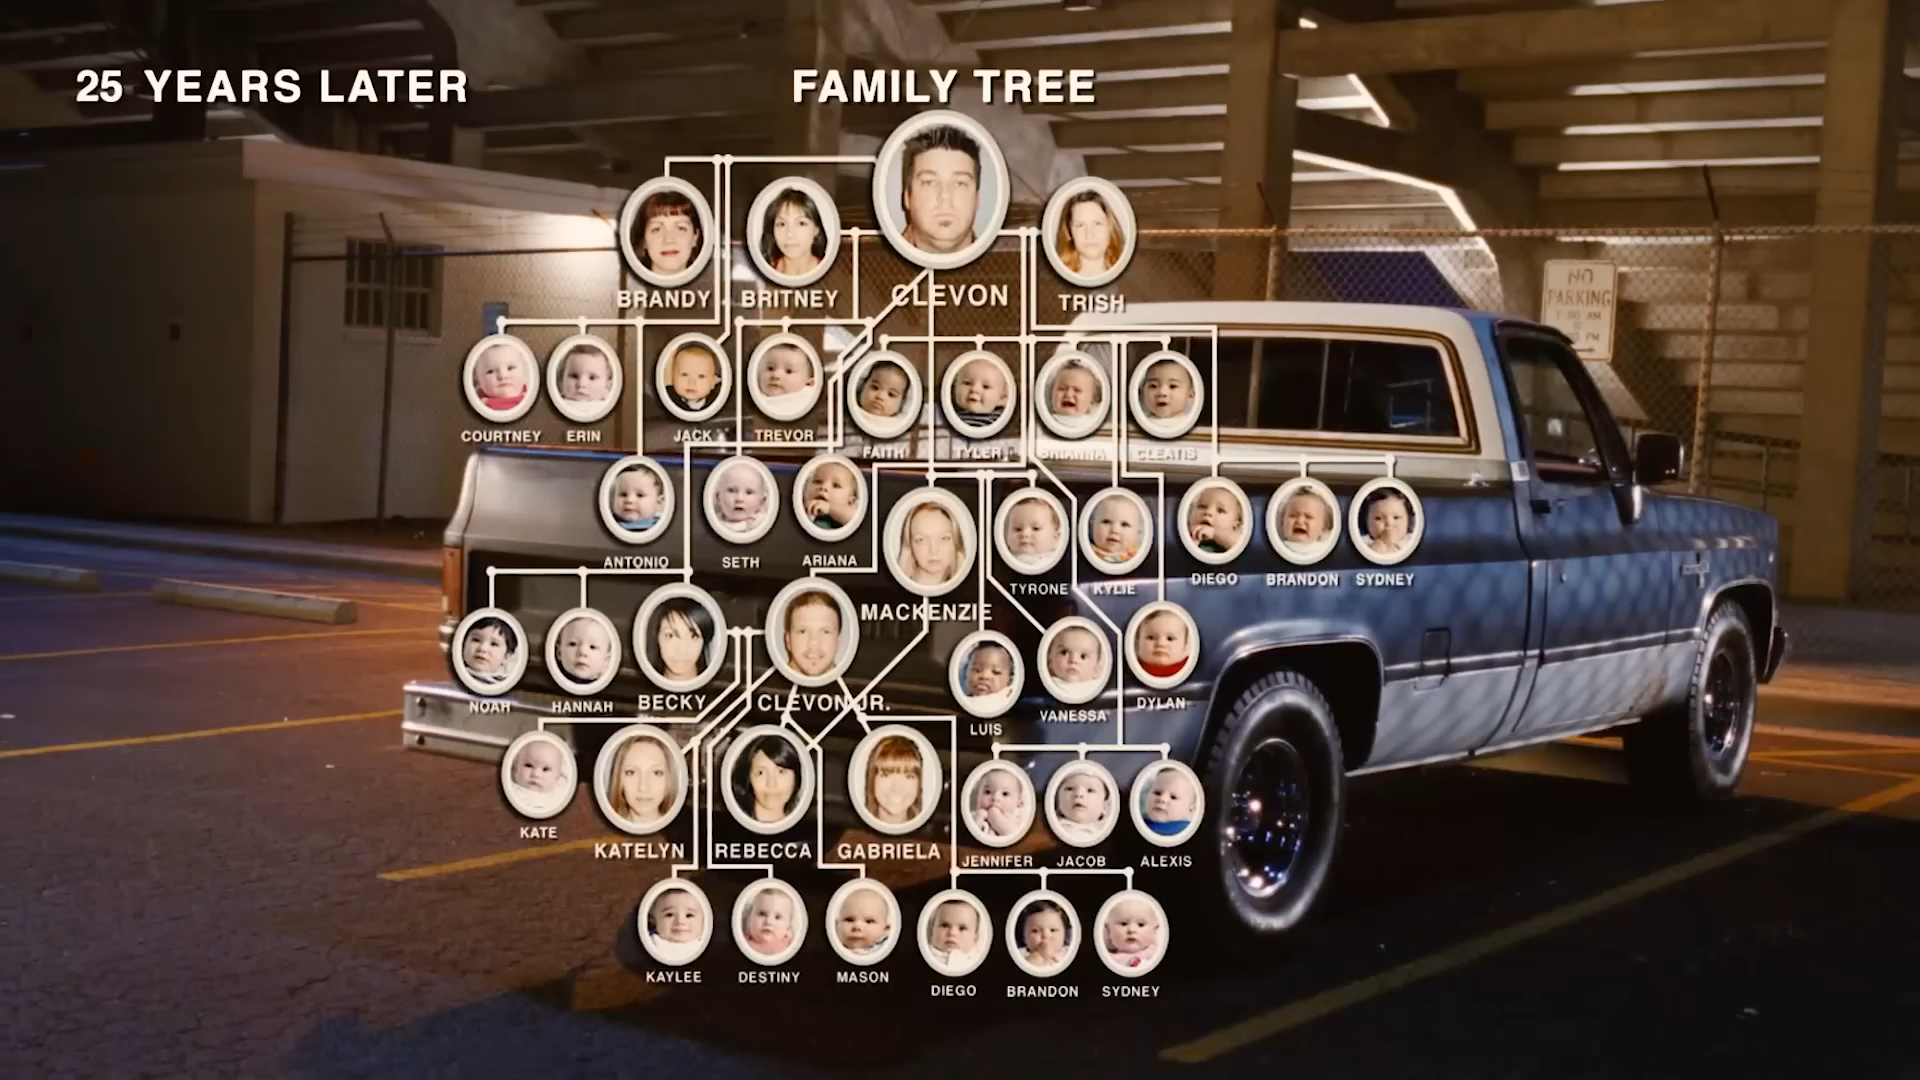 25 YEARS LATER
FAMILY TREE
BRANDY
BRITNEY
CLEVON
TRISH
COURTNEY
ERIN
JACK
TREVOR
FAITH
TYLER
BRIANNA
CLEATIS
ANTONIO
SETH
ARIANA
MACKENZIE
TYRONE
KYLIE
DIEGO
BRANDON
SYDNEY
NOAH
HANNAH
BECKY
CLEVON JR.
LUIS
VANESSA
DYLAN
KATE
KATELYN
REBECCA
GABRIELA
JENNIFER
JACOB
ALEXIS
KAYLEE
DESTINY
MASON
DIEGO
BRANDON
SYDNEY
NO
PARKING